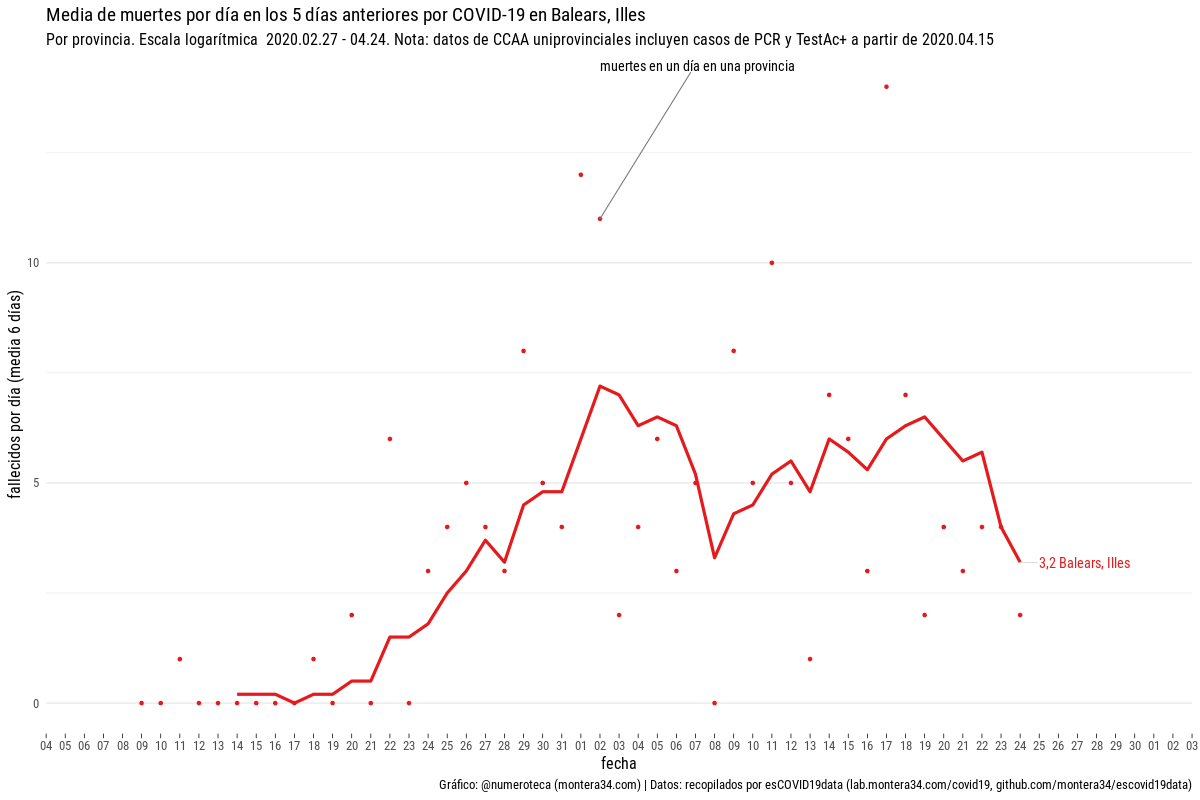 Media de muertes por día en los 5 días anteriores por COVID-19 en Balears, Illes
Por provincia. Escala logarítmica  2020.02.27 - 04.24. Nota: datos de CCAA uniprovinciales incluyen casos de PCR y TestAc+ a partir de 2020.04.15
muertes en un día en una provincia
fallecidos por día (media 6 días)
10
5
0
3,2 Balears, Illes
04 05 06 07 08 09 10 11 12 13 14 15 16 17 18 19 20 21 22 23 24 25 26 27 28 29 30 31 01 02 03 04 05 06 07 08 09 10 11 12 13 14 15 16 17 18 19 20 21 22 23 24 25 26 27 28 29 30 01 02 03
fecha
Gráfico: @numeroteca (montera34.com) | Datos: recopilados por esCOVID19data (lab.montera34.com/covid19, github.com/montera34/escovid19data)